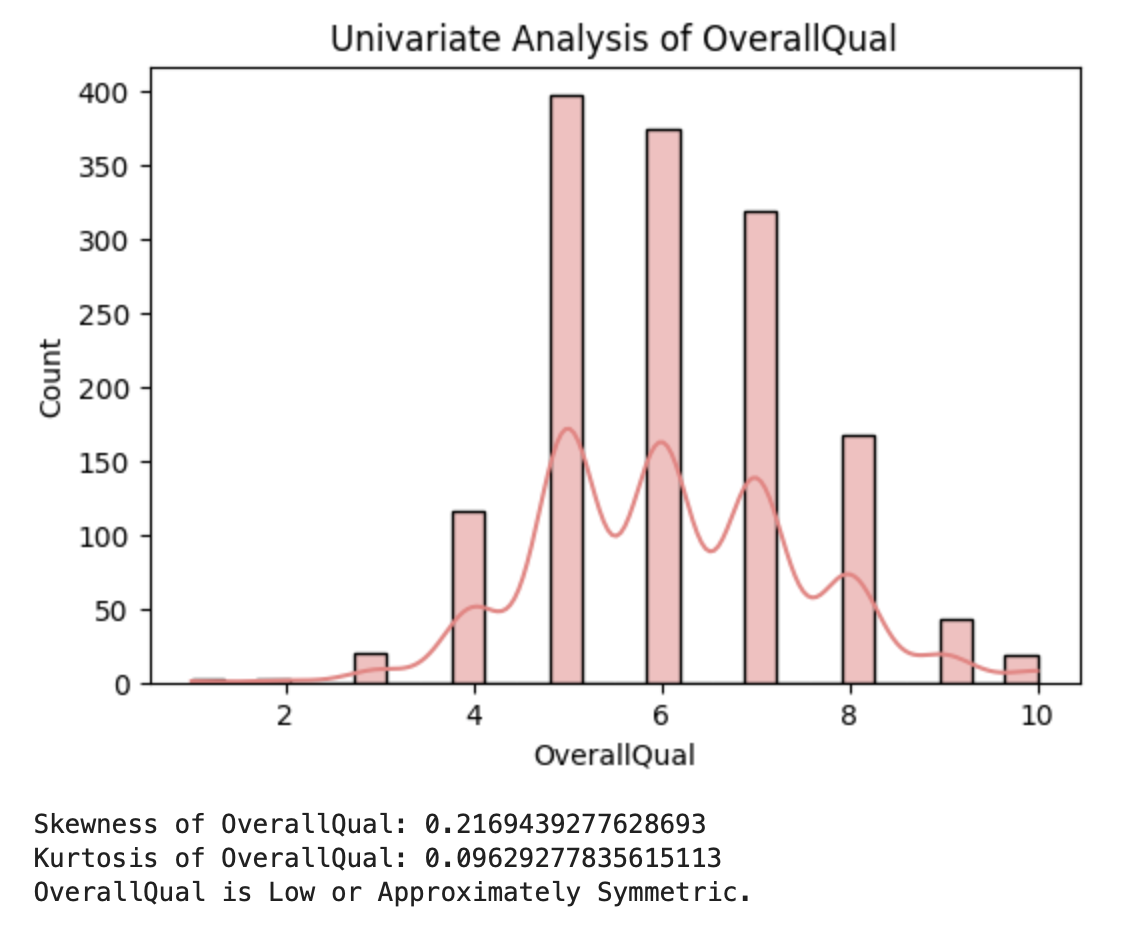 Univariate Analysis of OverallQual
400
350
300
250
200
150
100
50
0
Count
2 4 6 8 10
OverallQual
Skewness of OverallQual: 0.2169439277628693
Kurtosis of OverallQual: 0.09629277835615113
OverallQual is Low or Approximately Symmetric.